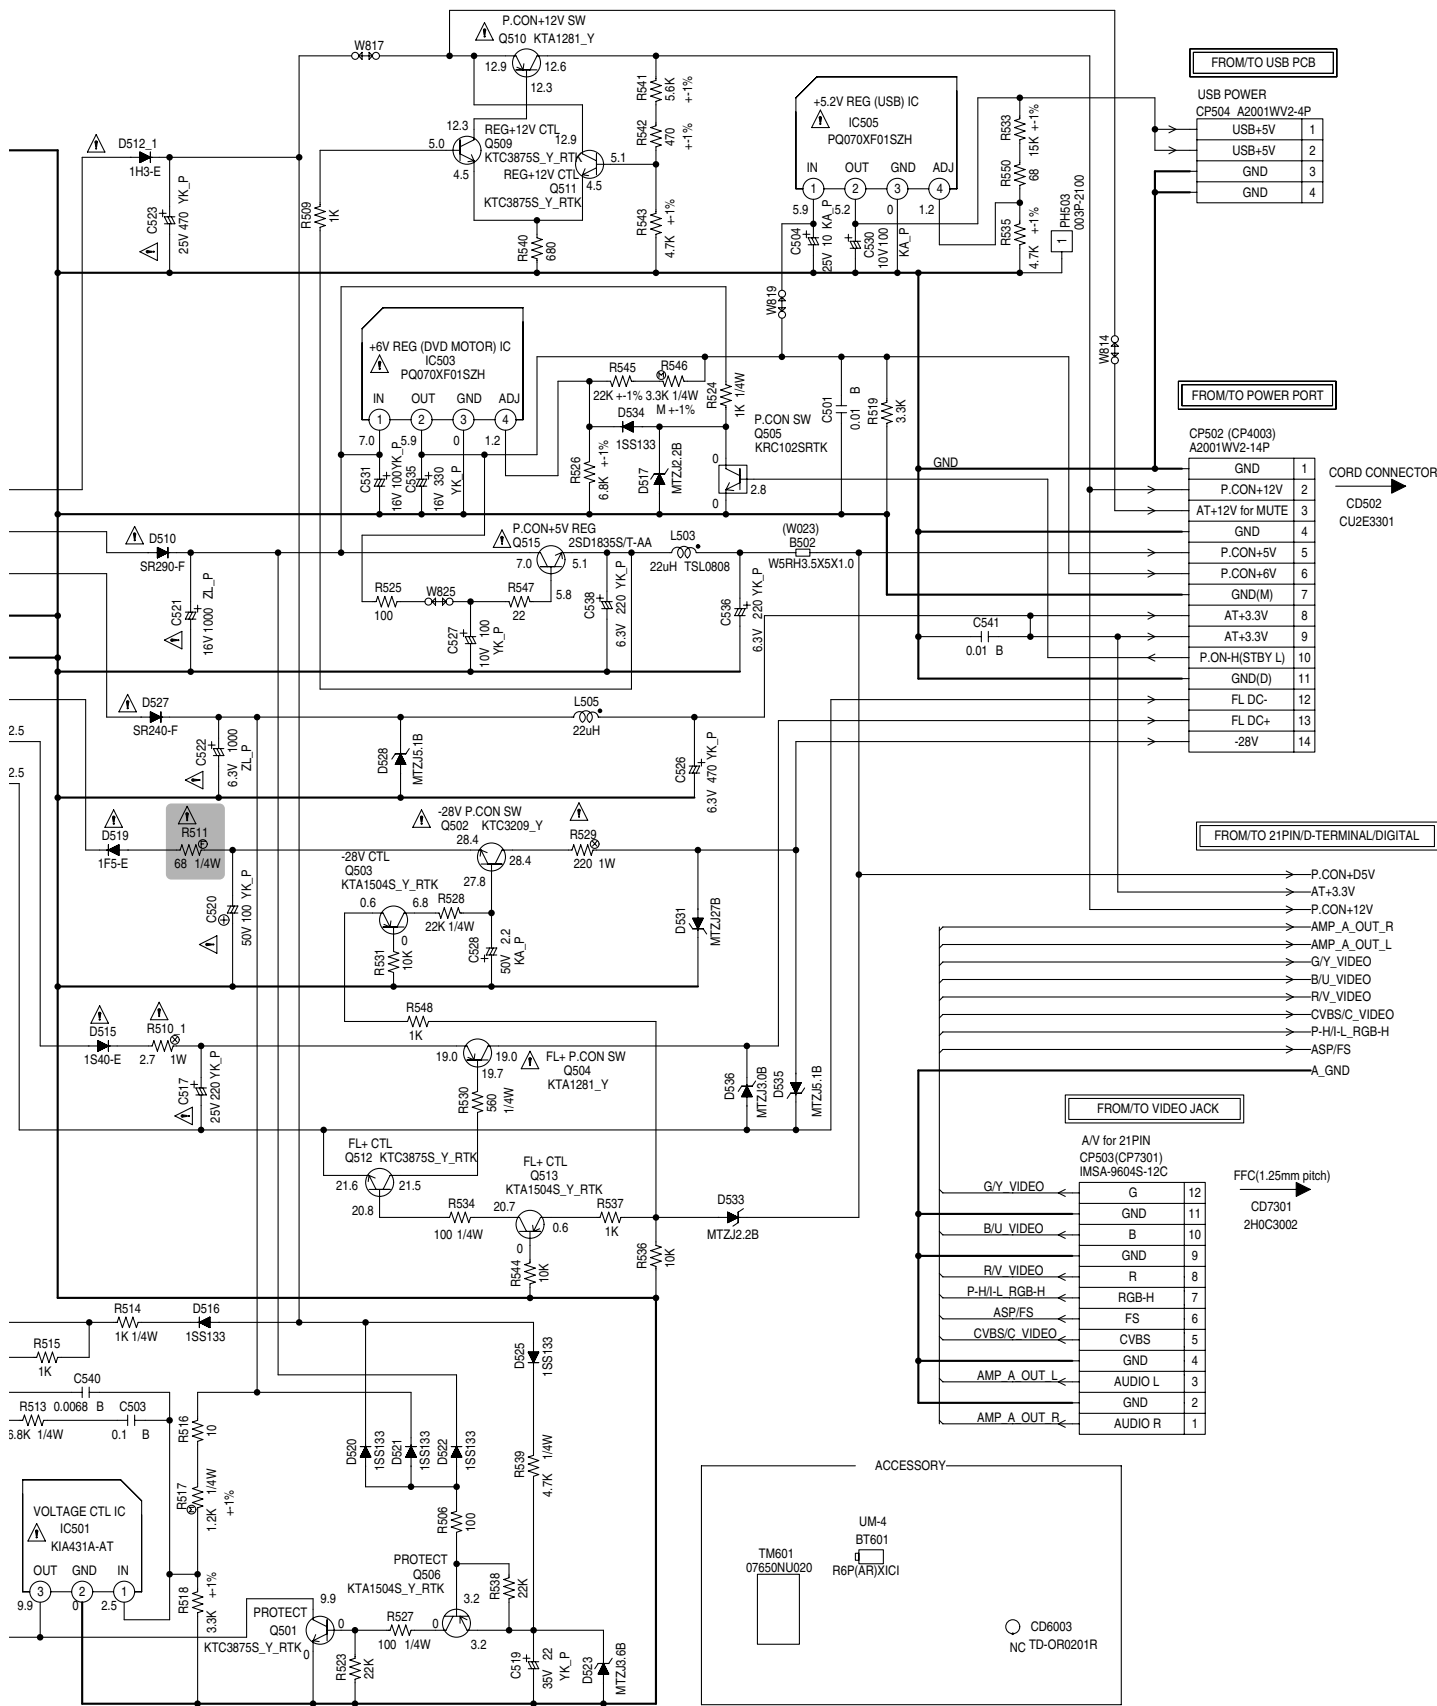 P.CON+12V SW
Q510 KTA1281_Y
W817
12.9
12.6
12.3
R541
5.6K
+-1%
R542
470
+-1%
12.3
REG+12V CTL
Q509
KTC3875S_Y_RTK
5.0
4.5
12.9
5.1
REG+12V CTL
Q511
4.5
KTC3875S_Y_RTK
D512_1
1H3-E
C523
25V 470 YK_P
R509
1K
R540
680
R543
4.7K +-1%
+5.2V REG (USB) IC
IC505
PQ070XF01SZH
IN
OUT
GND
ADJ
1
2
3
4
5.9
5.2
0
1.2
C504
25V 10 KA_P
C530
10V100
KA_P
R533
15K +-1%
R550
68
R535
4.7K +-1%
1
PH503
003P-2100
FROM/TO USB PCB
USB POWER
CP504 A2001WV2-4P
USB+5V 1
USB+5V 2
GND 3
GND 4
W819
W814
+6V REG (DVD MOTOR) IC
IC503
PQ070XF01SZH
IN
OUT
GND
ADJ
1
2
3
4
7.0
5.9
0
1.2
C531
16V 100YK_P
C535
16V 330
YK_P
R545
22K +-1%
R546
M
3.3K 1/4W
M +-1%
D534
1SS133
R526
6.8K +-1%
D517
MTZJ2.2B
R524
1K 1/4W
P.CON SW
Q505
KRC102SRTK
0
2.8
0
C501
0.01 B
R519
3.3K
GND
FROM/TO POWER PORT
CP502 (CP4003)
A2001WV2-14P
GND 1
P.CON+12V 2
AT+12V for MUTE 3
GND 4
P.CON+5V 5
P.CON+6V 6
GND(M) 7
AT+3.3V 8
AT+3.3V 9
P.ON-H(STBY L) 10
GND(D) 11
FL DC- 12
FL DC+ 13
-28V 14
CORD CONNECTOR
CD502
CU2E3301
D510
SR290-F
C521
16V 1000 ZL_P
P.CON+5V REG
Q515 2SD1835S/T-AA
7.0
5.1
5.8
R525
100
W825
R547
22
C527
10V 100
YK_P
C538
6.3V 220 YK_P
L503
22uH TSL0808
C536
6.3V 220 YK_P
(W023)
B502
W5RH3.5X5X1.0
C541
0.01 B
D527
SR240-F
C522
6.3V 1000
ZL_P
D528
MTZJ5.1B
L505
22uH
C526
6.3V 470 YK_P
2.5
2.5
D519
1F5-E
R511
F
68 1/4W
C520
50V 100 YK_P
-28V P.CON SW
Q502 KTC3209_Y
28.4
28.4
27.8
R529
220 1W
-28V CTL
Q503
KTA1504S_Y_RTK
0.6
6.8
0
R528
22K 1/4W
R531
10K
C528
50V 2.2
KA_P
D531
MTZJ27B
FROM/TO 21PIN/D-TERMINAL/DIGITAL
P.CON+D5V
AT+3.3V
P.CON+12V
AMP_A_OUT_R
AMP_A_OUT_L
G/Y_VIDEO
B/U_VIDEO
R/V_VIDEO
CVBS/C_VIDEO
P-H/I-L_RGB-H
ASP/FS
A_GND
R548
1K
D515
1S40-E
R510_1
2.7 1W
C517
25V 220 YK_P
19.0
19.0
19.7
FL+ P.CON SW
Q504
KTA1281_Y
R530
560
1/4W
D536
MTZJ3.0B
D535
MTZJ5.1B
FL+ CTL
Q512 KTC3875S_Y_RTK
21.6
21.5
20.8
R534
100 1/4W
FL+ CTL
Q513
KTA1504S_Y_RTK
20.7
0.6
0
R537
1K
R544
10K
R536
10K
D533
MTZJ2.2B
FROM/TO VIDEO JACK
A/V for 21PIN
CP503(CP7301)
IMSA-9604S-12C
G/Y_VIDEO G 12
GND 11
B/U_VIDEO B 10
GND 9
R/V_VIDEO R 8
P-H/I-L_RGB-H RGB-H 7
ASP/FS FS 6
CVBS/C_VIDEO CVBS 5
GND 4
AMP_A_OUT_L AUDIO L 3
GND 2
AMP_A_OUT_R AUDIO R 1
FFC(1.25mm pitch)
CD7301
2H0C3002
R514
1K 1/4W
D516
1SS133
R515
1K
C540
0.0068 B
R513
6.8K 1/4W
C503
0.1 B
R516
10
R517
M
1.2K 1/4W
+-1%
R518
3.3K +-1%
VOLTAGE CTL IC
IC501
KIA431A-AT
OUT
GND
IN
3
2
1
9.9
0
2.5
D520
1SS133
D521
1SS133
D522
1SS133
D525
1SS133
R539
4.7K 1/4W
R506
100
PROTECT
Q506
KTA1504S_Y_RTK
3.2
0
3.2
R538
22K
9.9
PROTECT
Q501
KTC3875S_Y_RTK
0
0
R527
100 1/4W
R523
22K
C519
35V 22
YK_P
D523
MTZJ3.6B
ACCESSORY
TM601
07650NU020
UM-4
BT601
R6P(AR)XICI
CD6003
NC TD-OR0201R